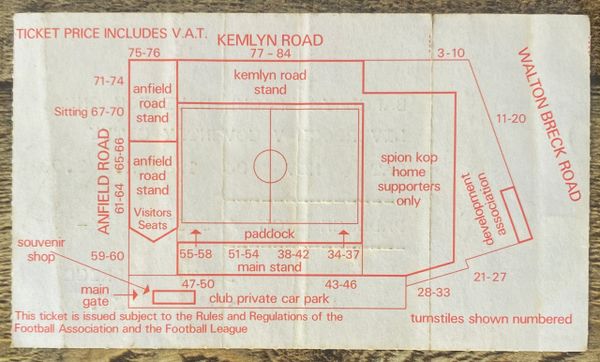 TICKET PRICE INCLUDES V.A.T.
KEMLYN ROAD
75-76
77 – 84
3-10
WALTON BRECK ROAD
71-74
anfield
road
stand
kemlyn road
stand
11-20
Sitting 67-70
ANFIELD ROAD
65-66
61-64
anfield
road
stand
Visitors
Seats
spion kop
home
supporters
only
development
association
paddock
59-60
55-58
51-54
38-42
34-37
main stand
souvenir
shop
main
gate
47-50
43-46
28-33
21-27
club private car park
turnstiles shown numbered
This ticket is issued subject to the Rules and Regulations of the
Football Association and the Football League